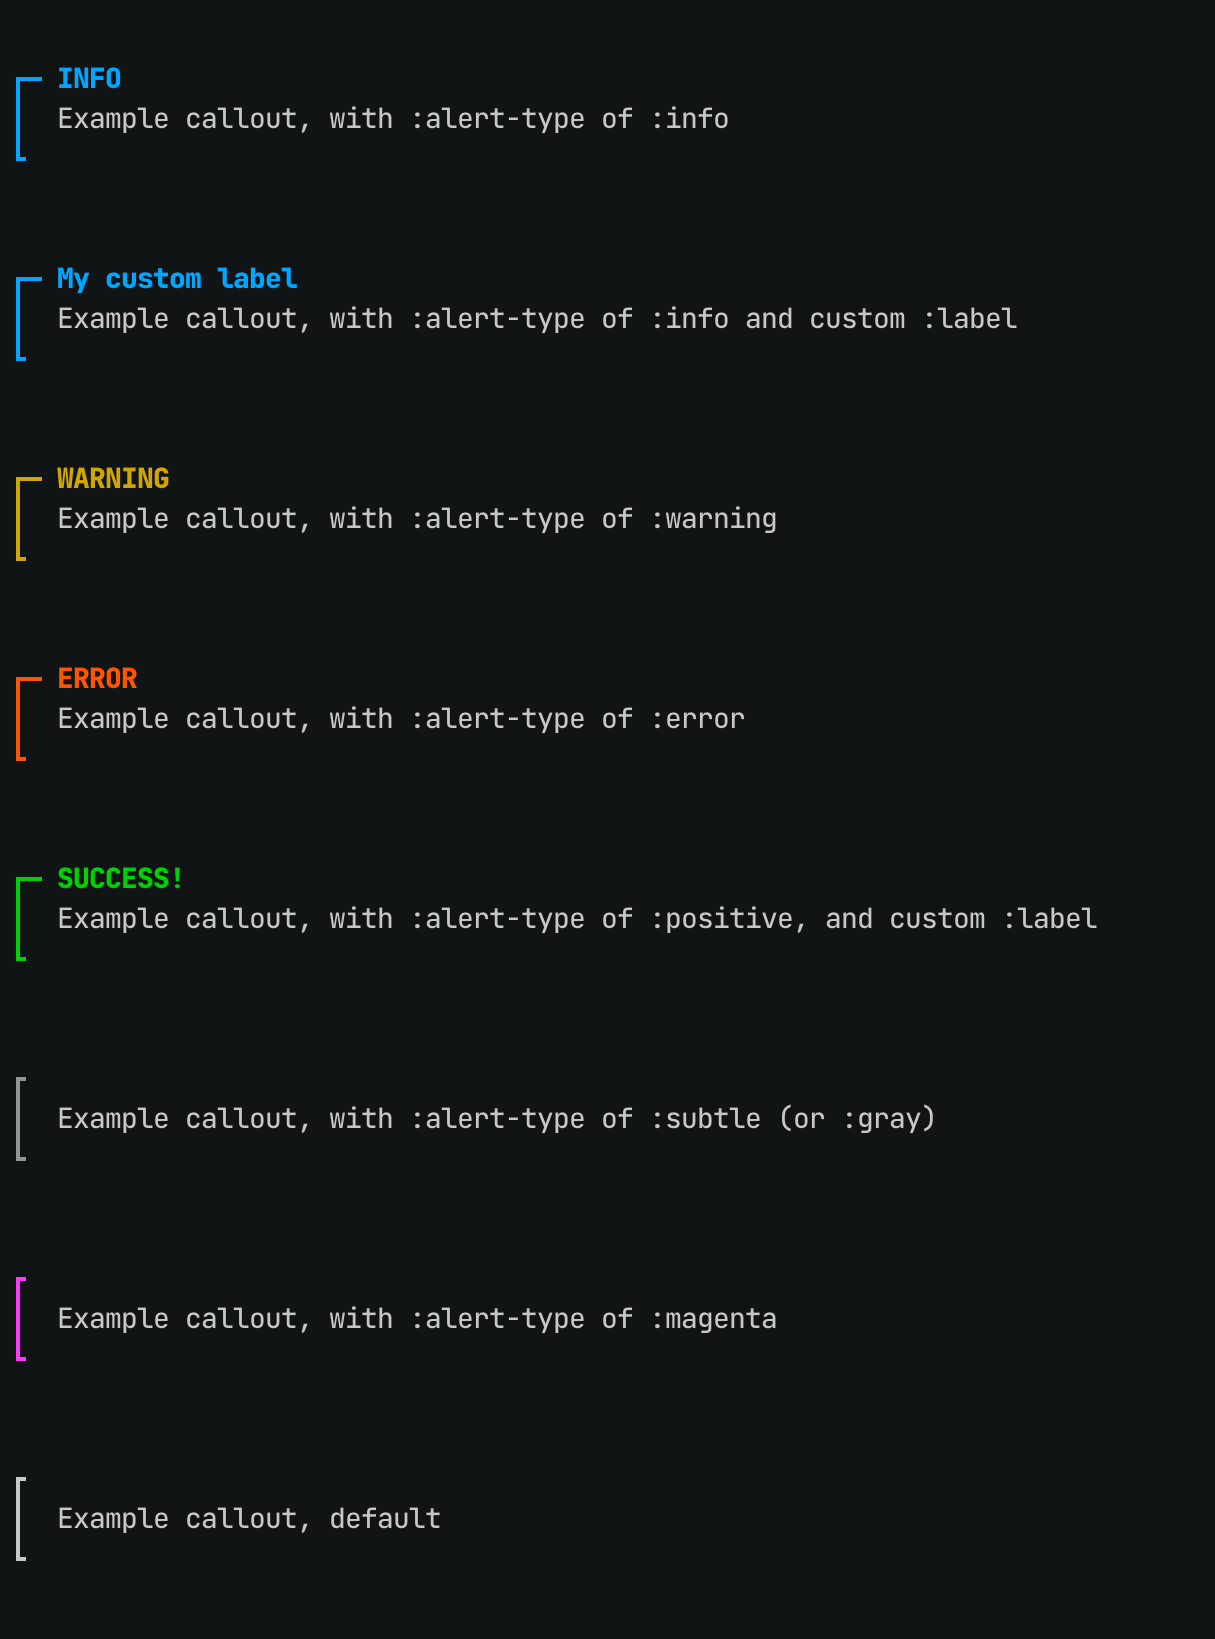 INFO
Example callout, with :alert-type of :info
My custom label
Example callout, with :alert-type of :info and custom :label
WARNING
Example callout, with :alert-type of :warning
ERROR
Example callout, with :alert-type of :error
SUCCESS!
Example callout, with :alert-type of :positive, and custom :label
Example callout, with :alert-type of :subtle (or :gray)
Example callout, with :alert-type of :magenta
Example callout, default